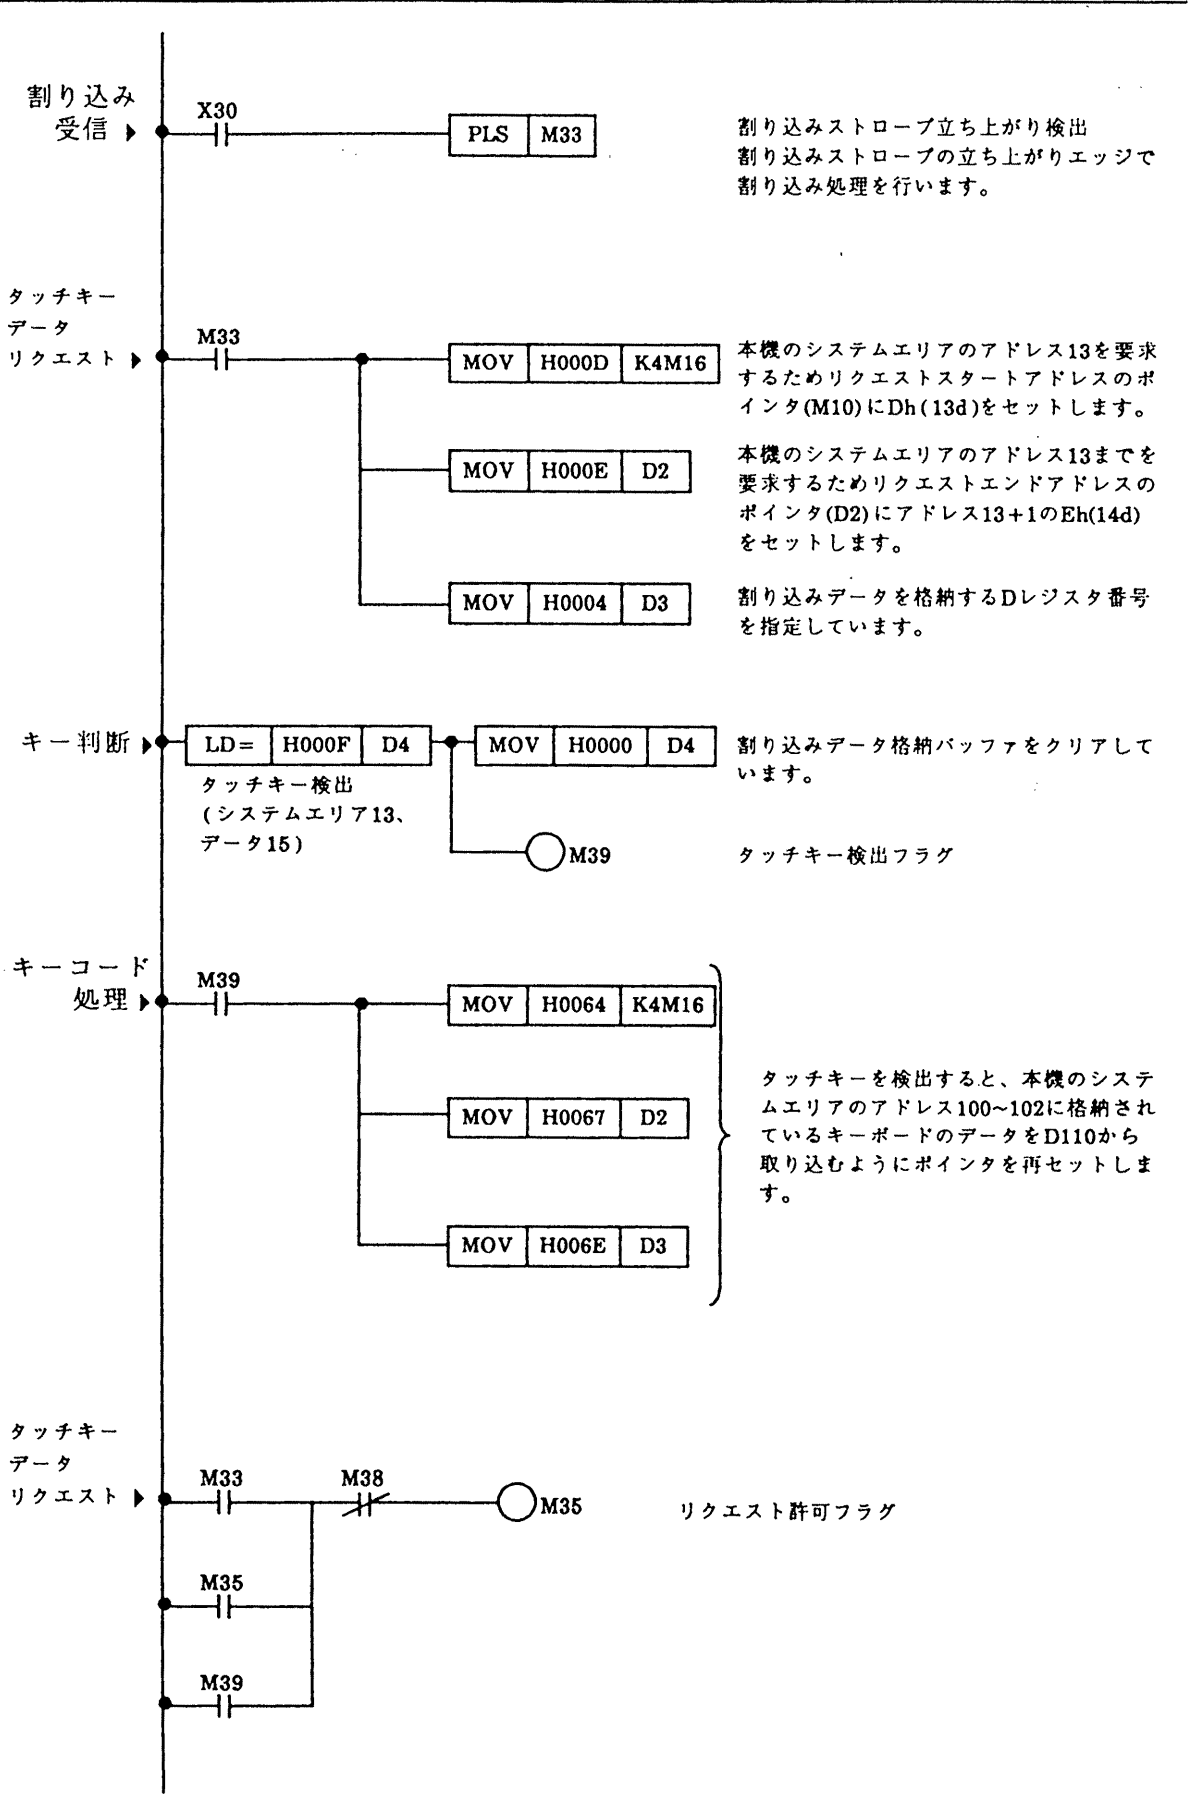 割り込み
受信
X30
PLS M33
割り込みストローブ立ち上がり検出
割り込みストローブの立ち上がりエッジで
割り込み処理を行います。
タッチキー
データ
リクエスト
M33
MOV H000D K4M16
本機のシステムエリアのアドレス13を要求
するためリクエストスタートアドレスのポ
インタ(M10)にDh(13d)をセットします。
MOV H000E D2
本機のシステムエリアのアドレス13までを
要求するためリクエストエンドアドレスの
ポインタ(D2)にアドレス13+1のEh(14d)
をセットします。
MOV H0004 D3
割り込みデータを格納するDレジスタ番号
を指定しています。
キー判断
LD= H000F D4
MOV H0000 D4
割り込みデータ格納バッファをクリアして
います。
タッチキー検出
(システムエリア13、
データ15)
M39
タッチキー検出フラグ
キーコード
処理
M39
MOV H0064 K4M16
MOV H0067 D2
MOV H006E D3
タッチキーを検出すると、本機のシステ
ムエリアのアドレス100~102に格納され
ているキーボードのデータをD110から
取り込むようにポインタを再セットしま
す。
タッチキー
データ
リクエスト
M33
M38
M35
リクエスト許可フラグ
M35
M39